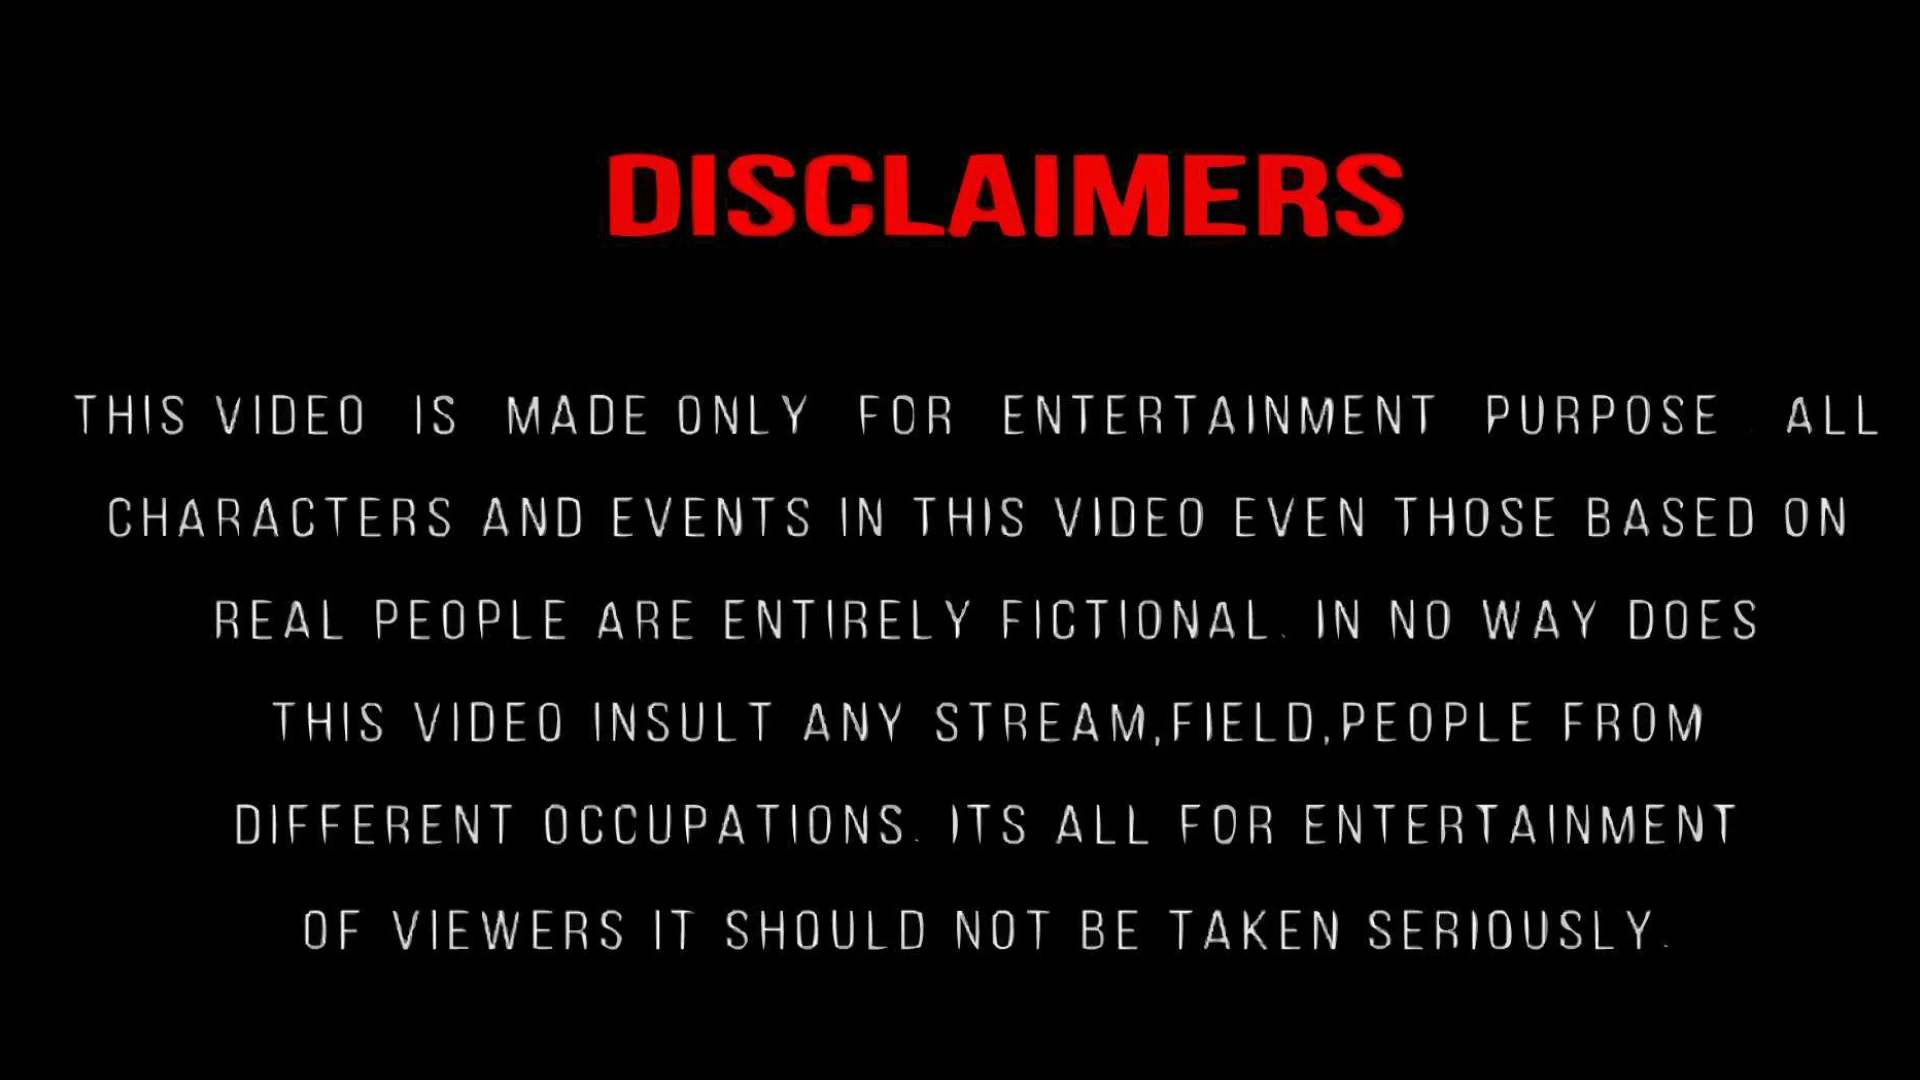 DISCLAIMERS
THIS VIDEO IS MADE ONLY FOR ENTERTAINMENT PURPOSE . ALL
CHARACTERS AND EVENTS IN THIS VIDEO EVEN THOSE BASED ON
REAL PEOPLE ARE ENTIRELY FICTIONAL. IN NO WAY DOES
THIS VIDEO INSULT ANY STREAM,FIELD,PEOPLE FROM
DIFFERENT OCCUPATIONS. ITS ALL FOR ENTERTAINMENT
OF VIEWERS IT SHOULD NOT BE TAKEN SERIOUSLY.